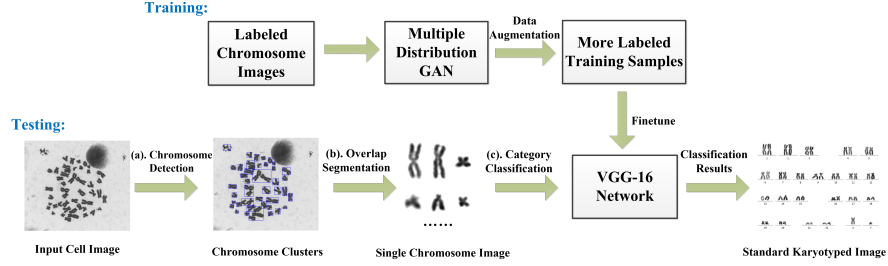 Training:
Labeled
Chromosome
Images
Multiple
Distribution
GAN
Data
Augmentation
More Labeled
Training Samples
Finetune
Testing:
(a). Chromosome
Detection
(b). Overlap
Segmentation
(c). Category
Classification
VGG-16
Network
Classification
Results
......
Input Cell Image
Chromosome Clusters
Single Chromosome Image
Standard Karyotyped Image